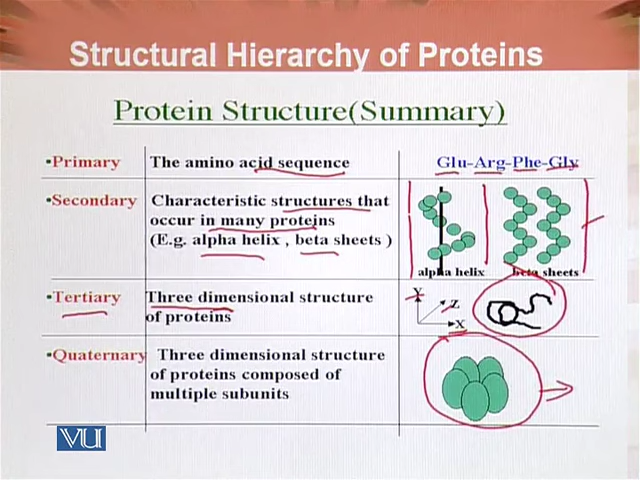 Structural Hierarchy of Proteins
Protein Structure(Summary)
•Primary
The amino acid sequence
Glu-Arg-Phe-Gly
•Secondary
Characteristic structures that
occur in many proteins
(E.g. alpha helix , beta sheets )
alpha helix
beta sheets
•Tertiary
Three dimensional structure
of proteins
Y
Z
X
•Quaternary
Three dimensional structure
of proteins composed of
multiple subunits
VU